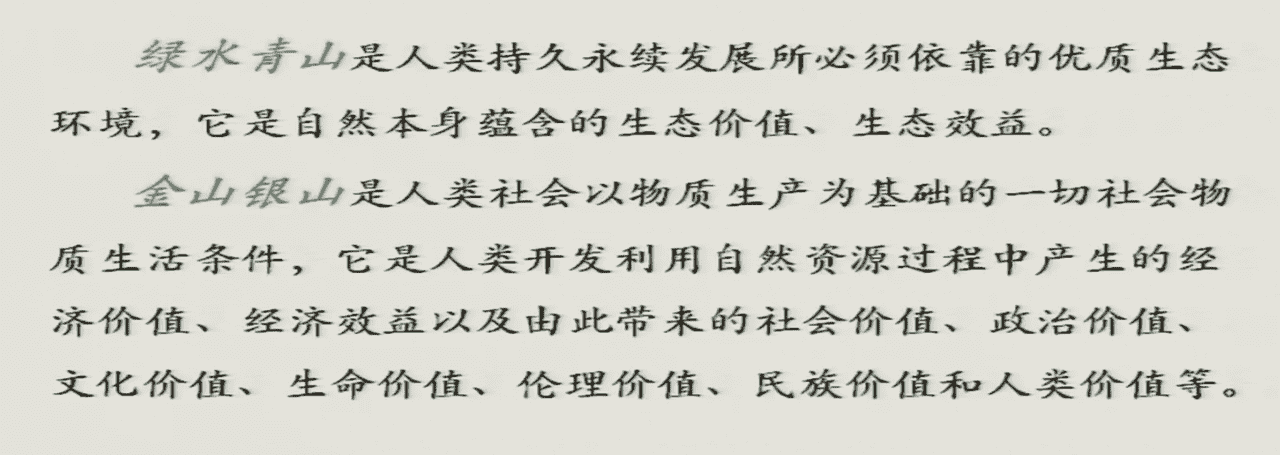 绿水青山是人类持久永续发展所必须依靠的优质生态
环境，它是自然本身蕴含的生态价值、生态效益。
金山银山是人类社会以物质生产为基础的一切社会物
质生活条件，它是人类开发利用自然资源过程中产生的经
济价值、经济效益以及由此带来的社会价值、政治价值、
文化价值、生命价值、伦理价值、民族价值和人类价值等。